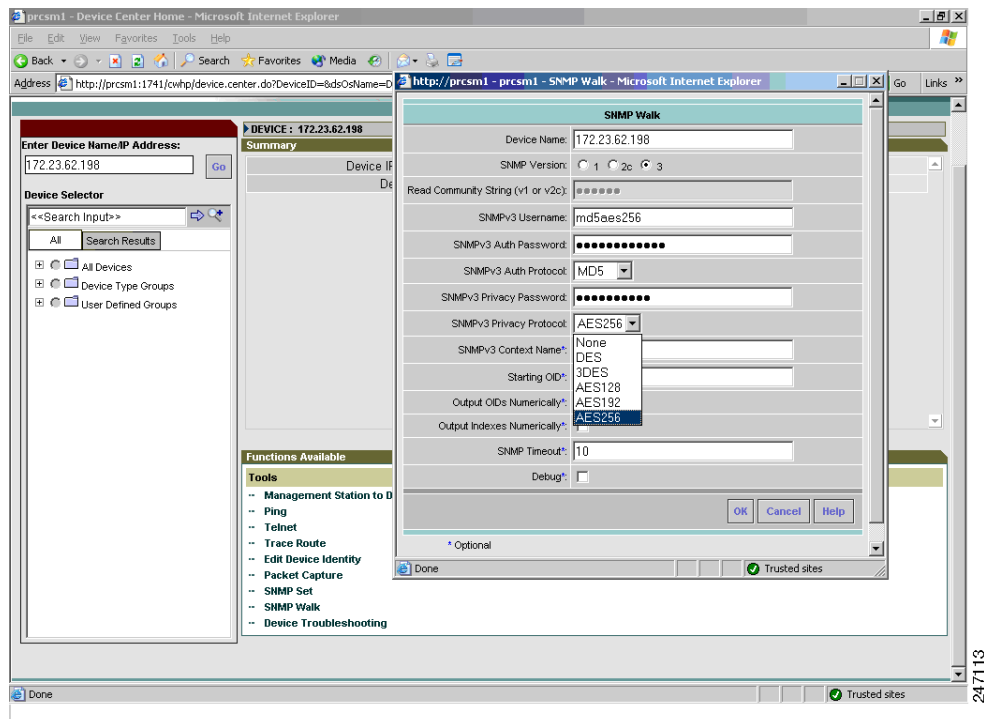 prcsm1 - Device Center Home - Microsoft Internet Explorer
File Edit View Favorites Tools Help
Back Search Favorites Media
Address http://prcsm1:1741/cwhp/device.center.do?DeviceID=&dsOsName=D
Go Links »
Enter Device Name/IP Address:
172.23.62.198 Go
Device Selector
<<Search Input>>
All Search Results
All Devices
Device Type Groups
User Defined Groups
DEVICE : 172.23.62.198
Summary
Device IP
De
Functions Available
Tools
-- Management Station to D
-- Ping
-- Telnet
-- Trace Route
-- Edit Device Identity
-- Packet Capture
-- SNMP Set
-- SNMP Walk
-- Device Troubleshooting
http://prcsm1 - prcsm1 - SNMP Walk - Microsoft Internet Explorer
SNMP Walk
Device Name: 172.23.62.198
SNMP Version: 1 2c 3
Read Community String (v1 or v2c): ●●●●●●
SNMPv3 Username: md5aes256
SNMPv3 Auth Password: ●●●●●●●●●●●●
SNMPv3 Auth Protocol: MD5
SNMPv3 Privacy Password: ●●●●●●●●●●
SNMPv3 Privacy Protocol: AES256
None
DES
3DES
AES128
AES192
AES256
SNMPv3 Context Name*:
Starting OID*:
Output OIDs Numerically*:
Output Indexes Numerically*:
SNMP Timeout*: 10
Debug*:
OK Cancel Help
* Optional
Done Trusted sites
Done Trusted sites
247113